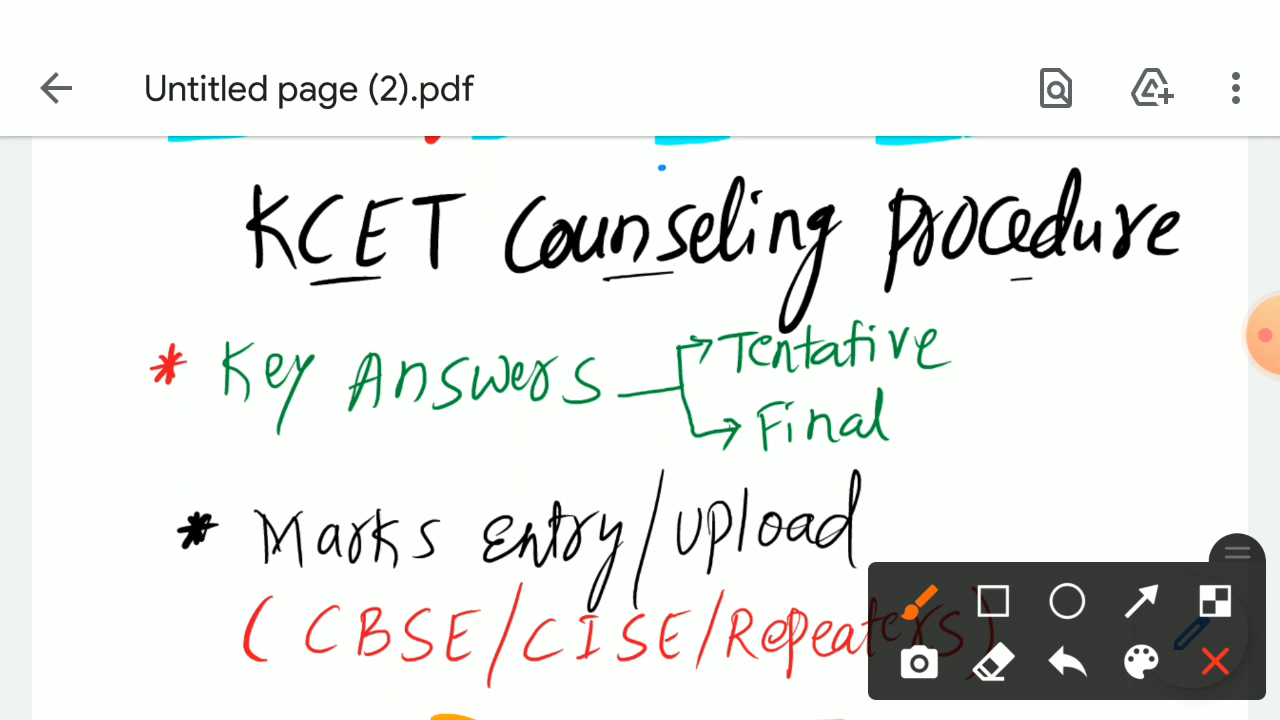 Untitled page (2).pdf
KCET Counseling Procedure
* Key Answers → Tentative
→ Final
* Marks Entry/Upload
(CBSE/CISE/Repeaters)